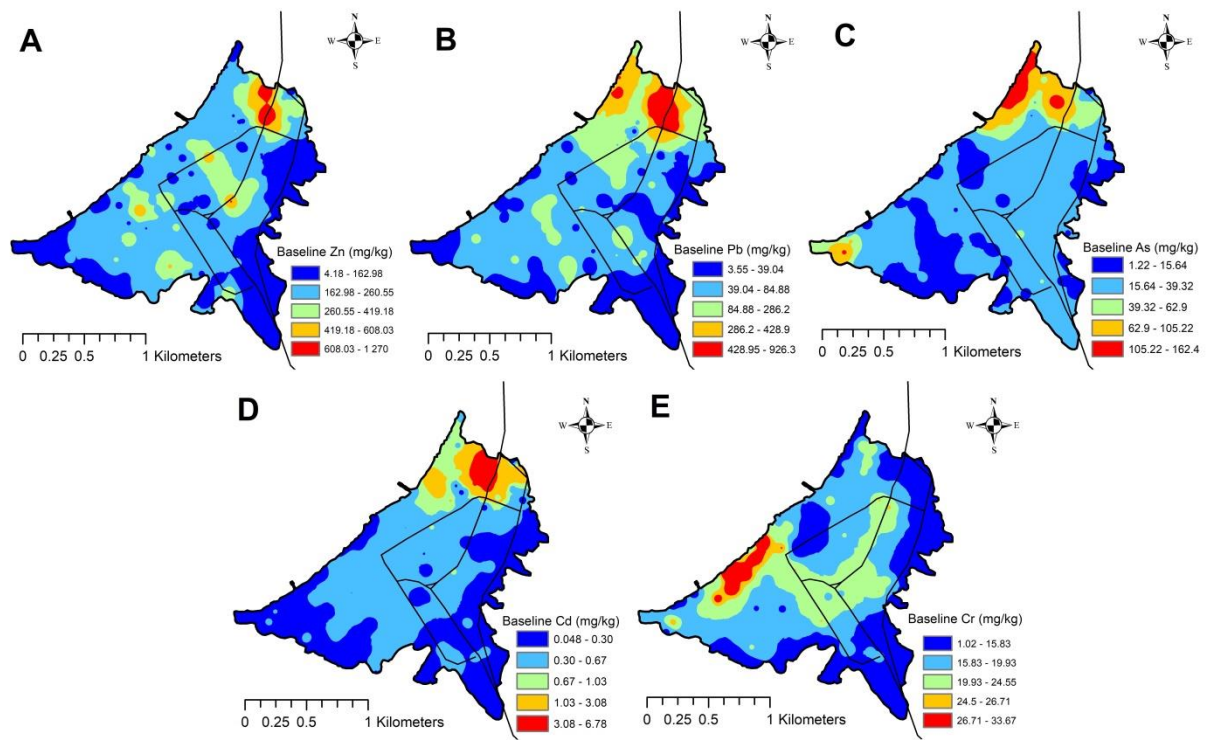 A
N
W E
S
Baseline Zn (mg/kg)
4.18 - 162.98
162.98 - 260.55
260.55 - 419.18
419.18 - 608.03
608.03 - 1 270
0 0.25 0.5 1 Kilometers
B
N
W E
S
Baseline Pb (mg/kg)
3.55 - 39.04
39.04 - 84.88
84.88 - 286.2
286.2 - 428.9
428.95 - 926.3
0 0.25 0.5 1 Kilometers
C
N
W E
S
Baseline As (mg/kg)
1.22 - 15.64
15.64 - 39.32
39.32 - 62.9
62.9 - 105.22
105.22 - 162.4
0 0.25 0.5 1 Kilometers
D
N
W E
S
Baseline Cd (mg/kg)
0.048 - 0.30
0.30 - 0.67
0.67 - 1.03
1.03 - 3.08
3.08 - 6.78
0 0.25 0.5 1 Kilometers
E
N
W E
S
Baseline Cr (mg/kg)
1.02 - 15.83
15.83 - 19.93
19.93 - 24.55
24.5 - 26.71
26.71 - 33.67
0 0.25 0.5 1 Kilometers